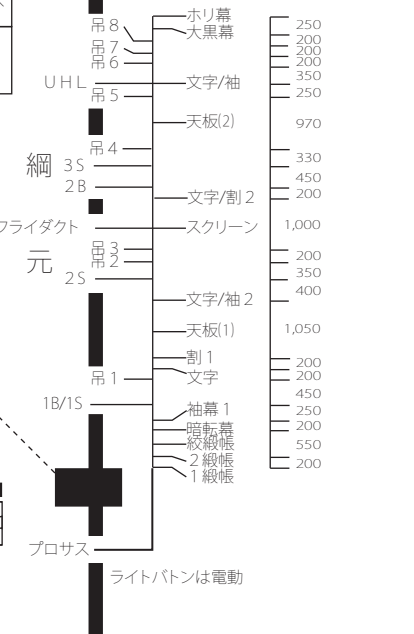 吊8
吊7
吊6
UHL
吊5
吊4
綱
3S
2B
フライダクト
元
吊3
吊2
2S
吊1
1B/1S
プロサス
ホリ幕
大黒幕
文字/袖
天板(2)
文字/割2
スクリーン
文字/袖2
天板(1)
割1
文字
袖幕1
暗転幕
絞緞帳
2緞帳
1緞帳
ライトバトンは電動
250
200
200
200
350
250
970
330
450
200
1,000
200
350
400
1,050
200
200
450
250
200
550
200